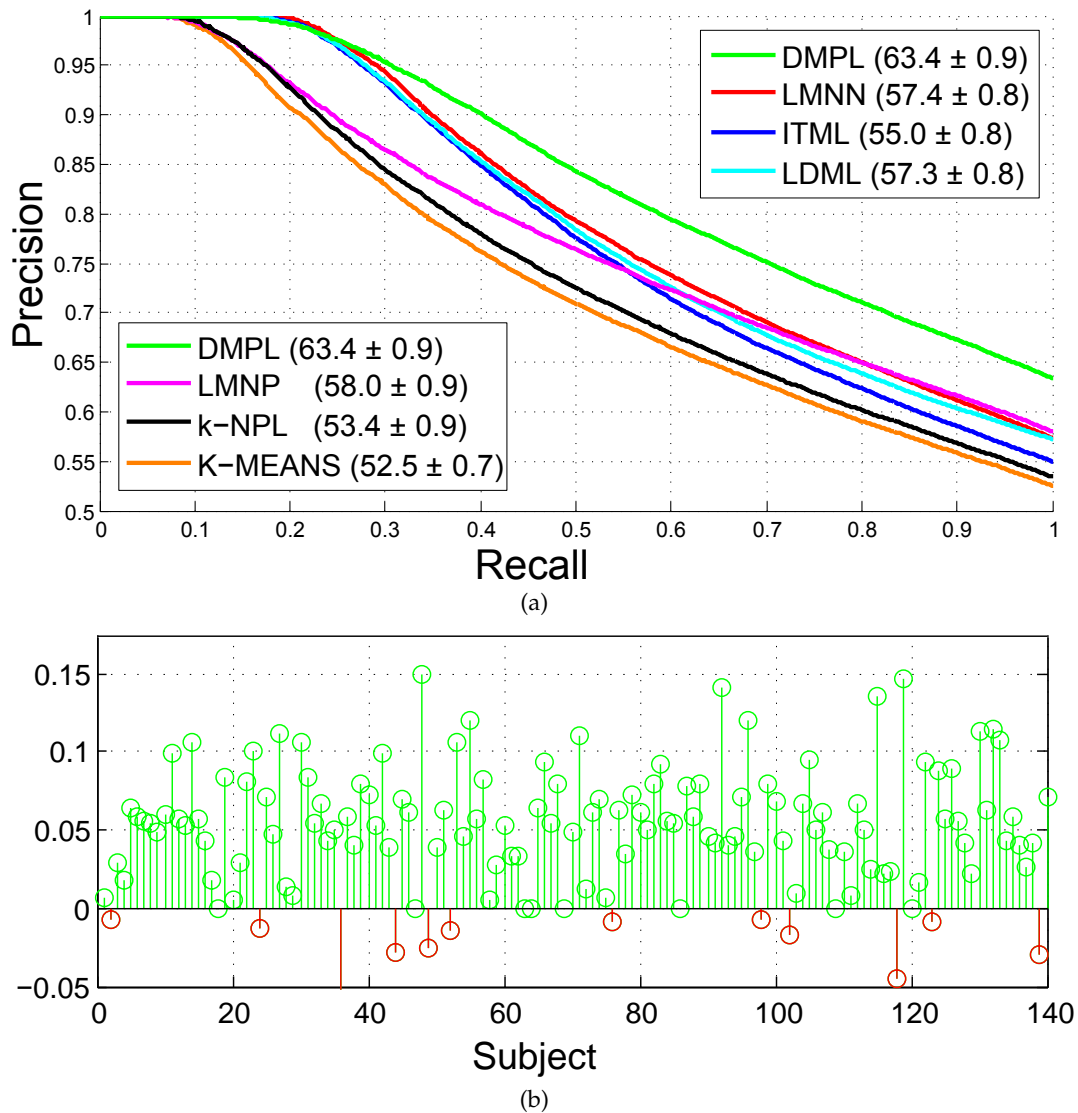 1
0.95
0.9
0.85
0.8
0.75
0.7
0.65
0.6
0.55
0.5
Precision
DMPL (63.4 ± 0.9)
LMNN (57.4 ± 0.8)
ITML (55.0 ± 0.8)
LDML (57.3 ± 0.8)
DMPL (63.4 ± 0.9)
LMNP (58.0 ± 0.9)
k−NPL (53.4 ± 0.9)
K−MEANS (52.5 ± 0.7)
0 0.1 0.2 0.3 0.4 0.5 0.6 0.7 0.8 0.9 1
Recall
(a)
0.15
0.1
0.05
0
−0.05
0 20 40 60 80 100 120 140
Subject
(b)